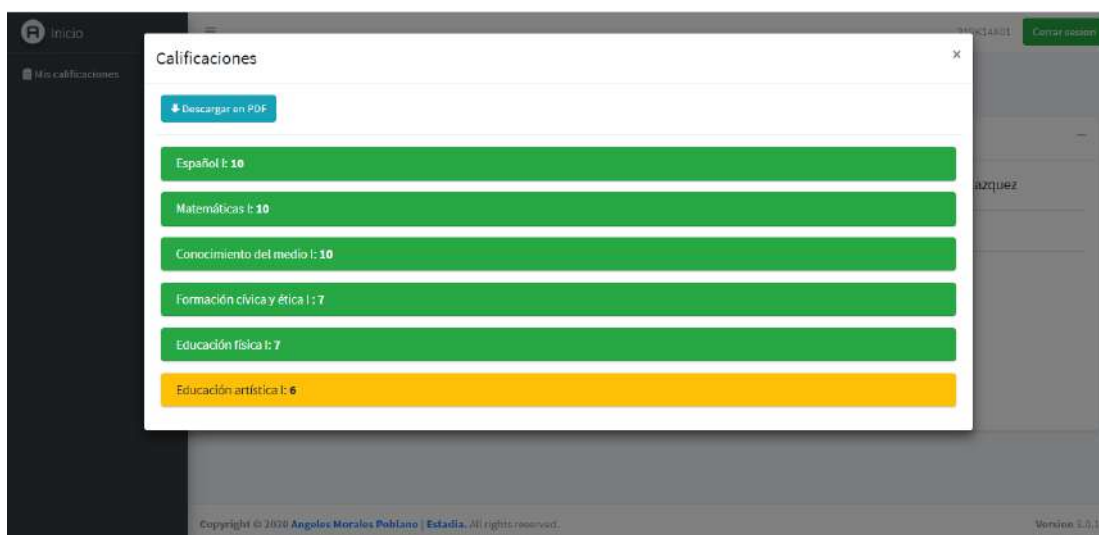 Inicio
Cerrar sesion
Mis calificaciones
Calificaciones
×
Descargar en PDF
Español I: 10
azquez
Matemáticas I: 10
Conocimiento del medio I: 10
Formación cívica y ética I : 7
Educación física I: 7
Educación artística I: 6
Copyright © 2020 Angeles Morales Poblano | Estadia. All rights reserved.
Version